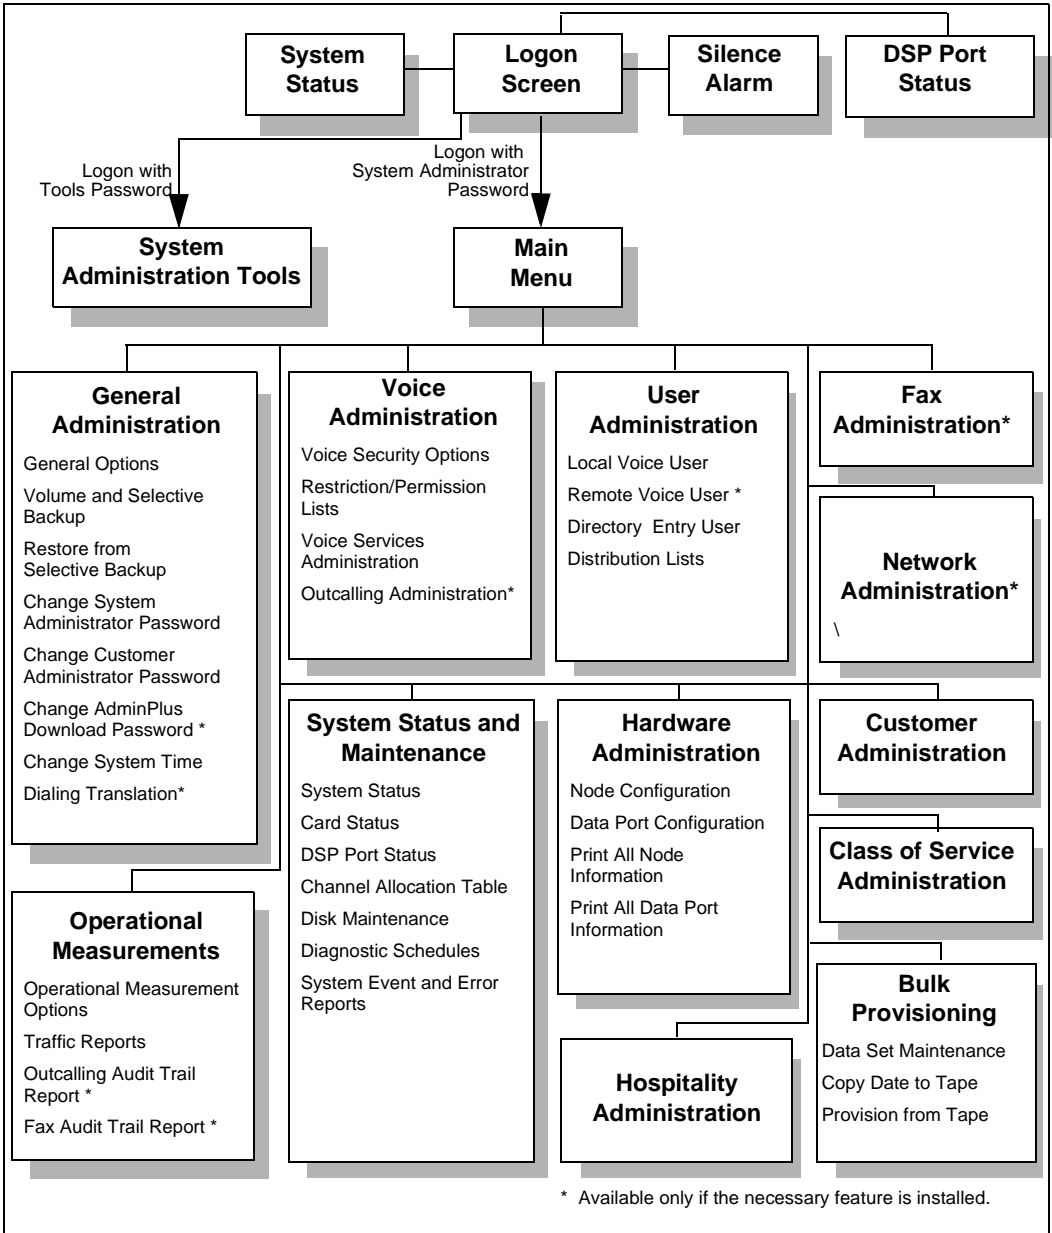 System
Status
Logon
Screen
Silence
Alarm
DSP Port
Status
Logon with
Tools Password
Logon with
System Administrator
Password
System
Administration Tools
Main
Menu
General
Administration
General Options
Volume and Selective
Backup
Restore from
Selective Backup
Change System
Administrator Password
Change Customer
Administrator Password
Change AdminPlus
Download Password *
Change System Time
Dialing Translation*
Voice
Administration
Voice Security Options
Restriction/Permission
Lists
Voice Services
Administration
Outcalling Administration*
User
Administration
Local Voice User
Remote Voice User *
Directory  Entry User
Distribution Lists
Fax
Administration*
Network
Administration*
\
System Status and
Maintenance
System Status
Card Status
DSP Port Status
Channel Allocation Table
Disk Maintenance
Diagnostic Schedules
System Event and Error
Reports
Hardware
Administration
Node Configuration
Data Port Configuration
Print All Node
Information
Print All Data Port
Information
Customer
Administration
Class of Service
Administration
Operational
Measurements
Operational Measurement
Options
Traffic Reports
Outcalling Audit Trail
Report *
Fax Audit Trail Report *
Hospitality
Administration
Bulk
Provisioning
Data Set Maintenance
Copy Date to Tape
Provision from Tape
* Available only if the necessary feature is installed.